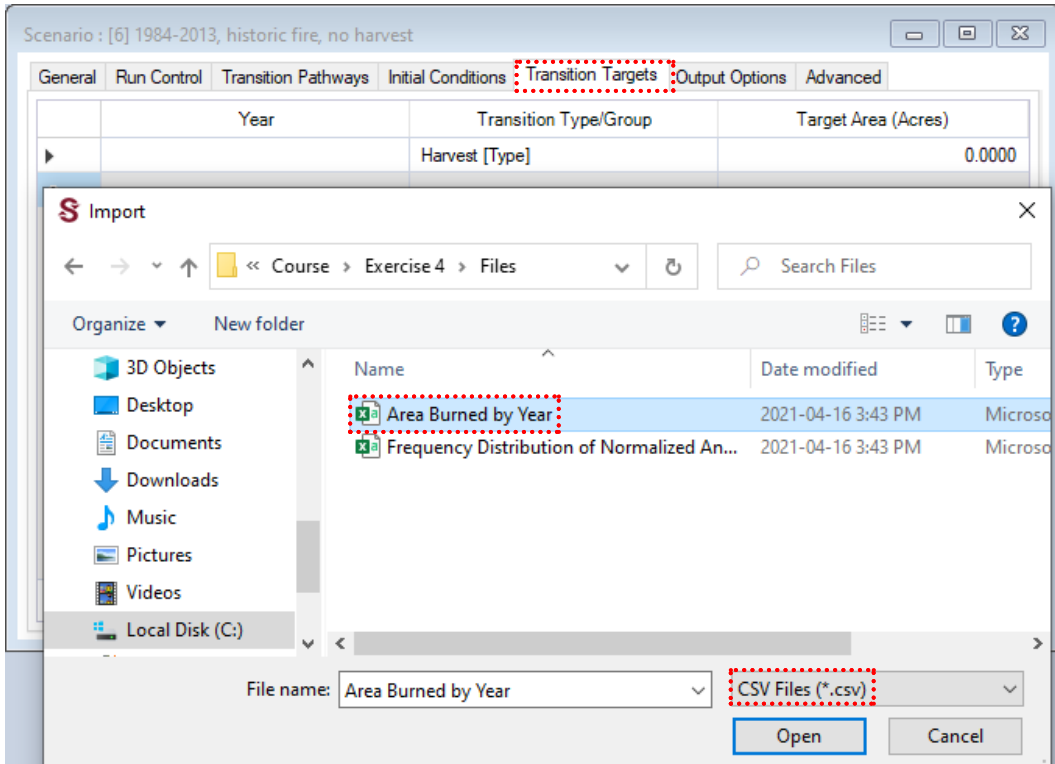 Scenario : [6] 1984-2013, historic fire, no harvest
General Run Control Transition Pathways Initial Conditions Transition Targets Output Options Advanced
Year Transition Type/Group Target Area (Acres)
Harvest [Type] 0.0000
S Import
« Course > Exercise 4 > Files Search Files
Organize New folder
3D Objects
Desktop
Documents
Downloads
Music
Pictures
Videos
Local Disk (C:)
Name Date modified Type
Area Burned by Year 2021-04-16 3:43 PM Microso
Frequency Distribution of Normalized An... 2021-04-16 3:43 PM Microso
File name: Area Burned by Year CSV Files (*.csv)
Open Cancel